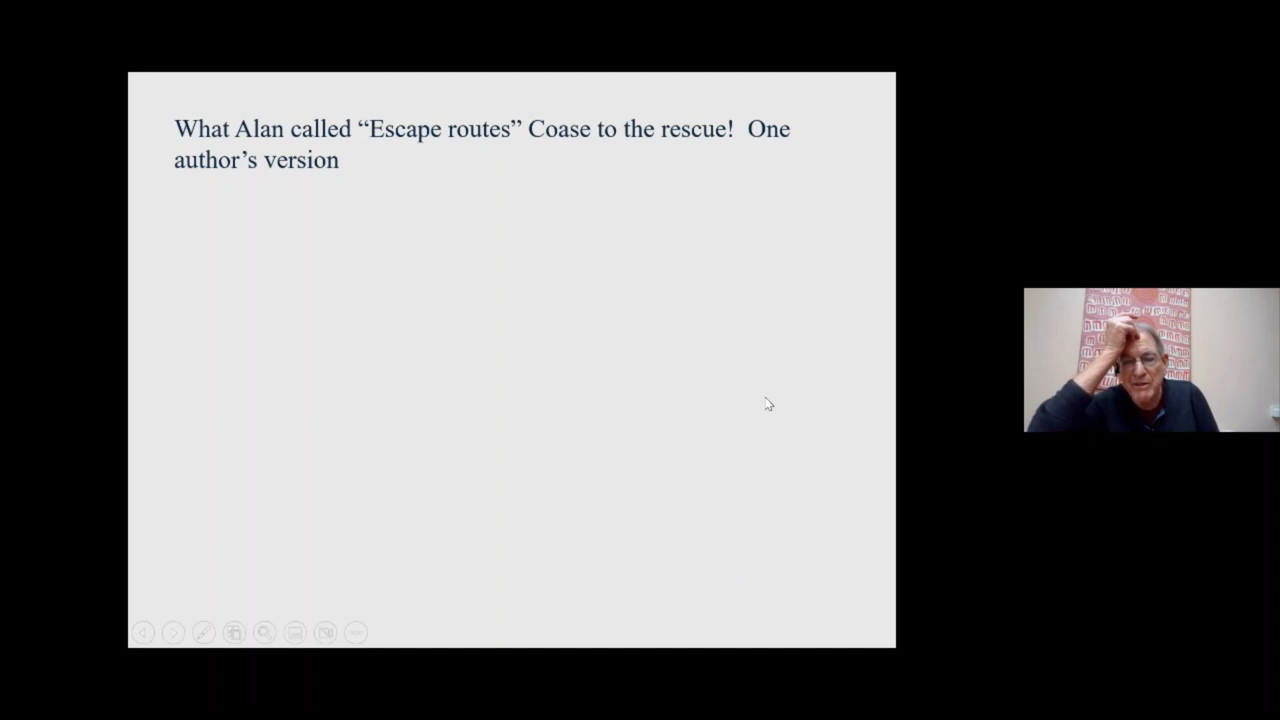 What Alan called “Escape routes” Coase to the rescue!  One
author’s version